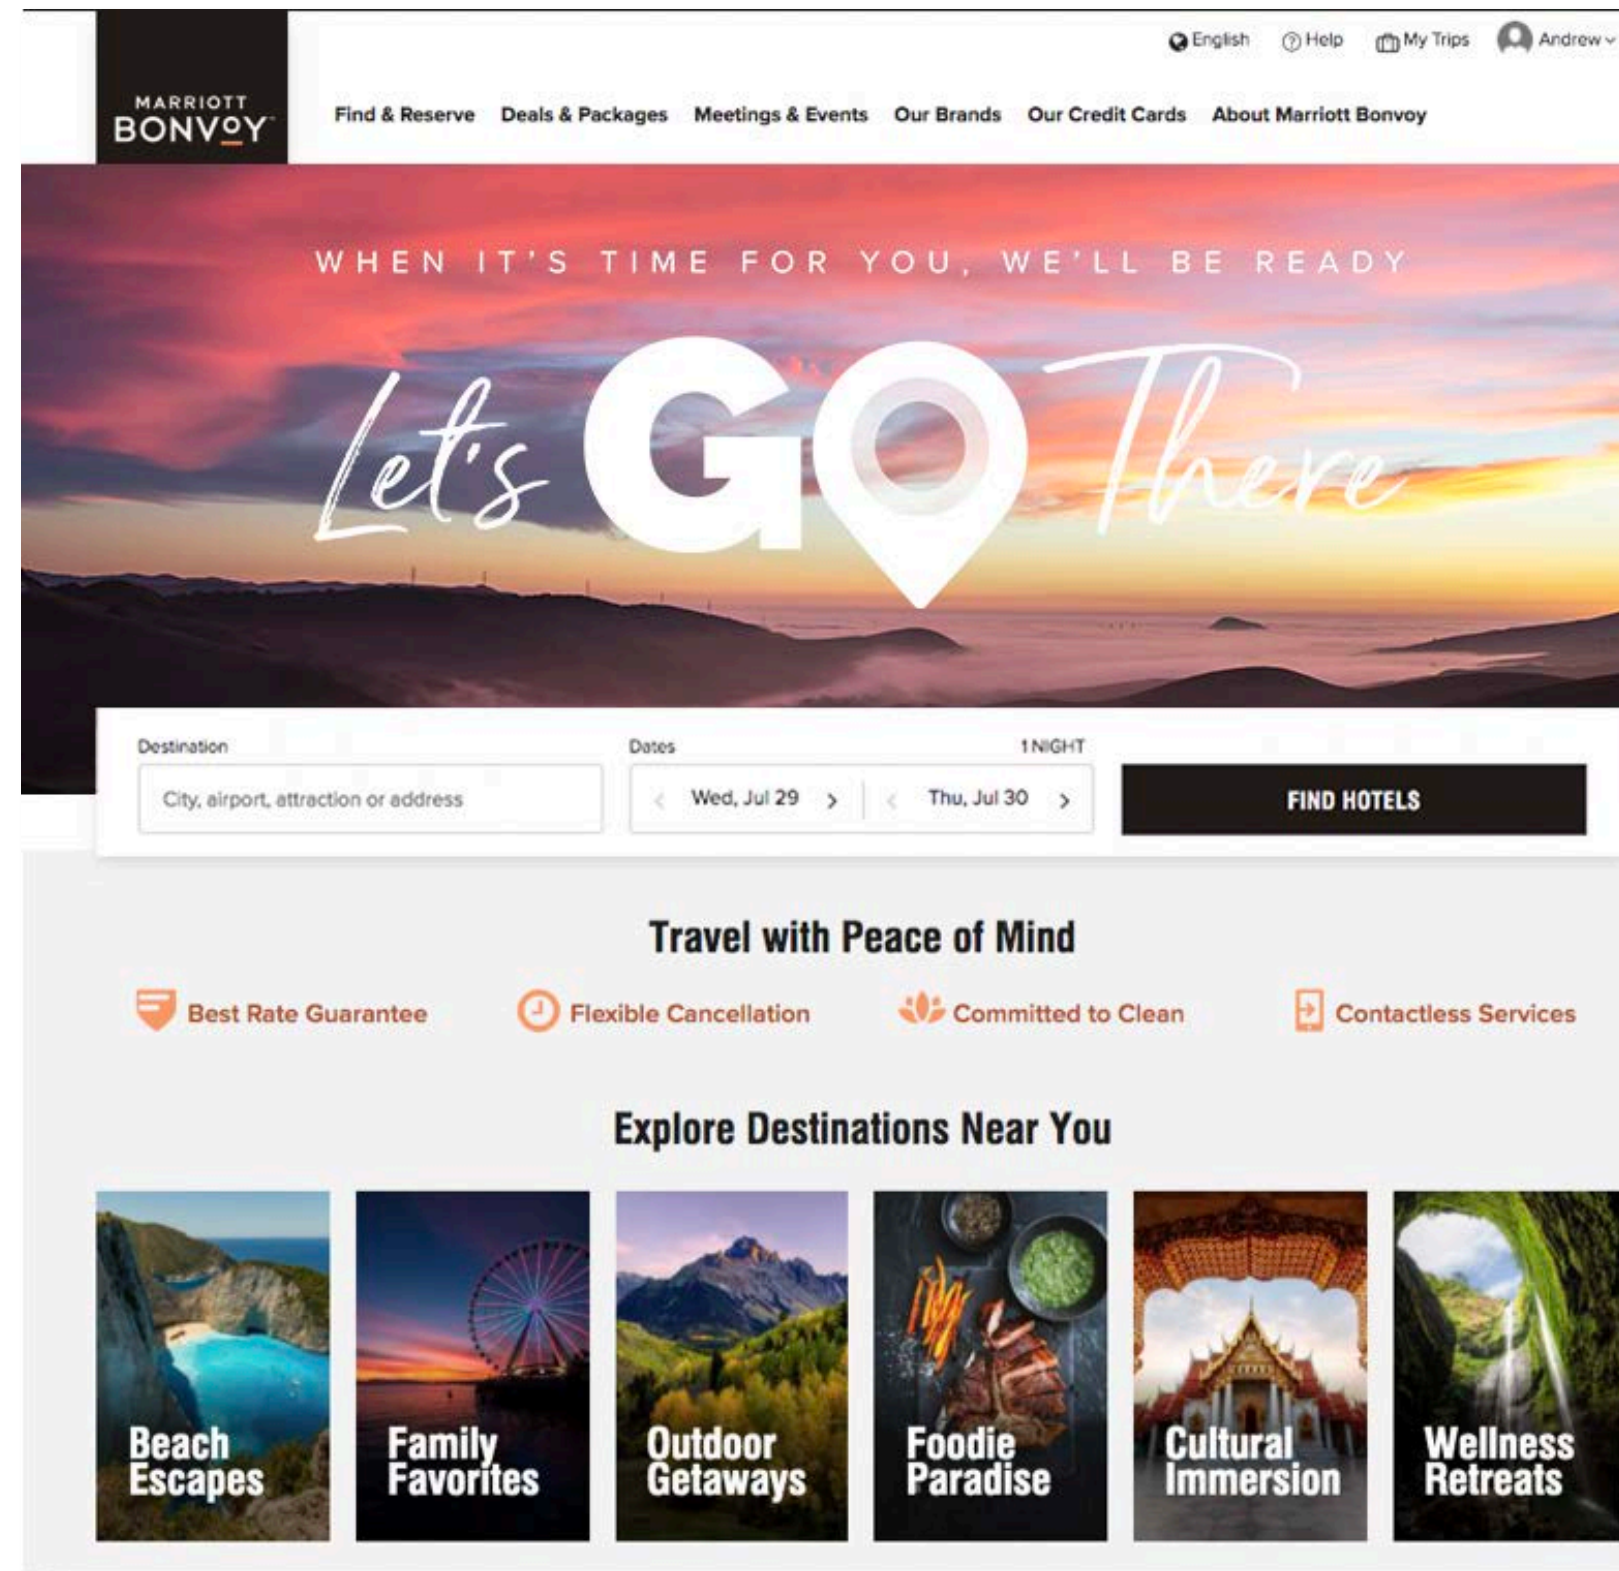 English
Help
My Trips
Andrew
MARRIOTT
BONVOY
Find & Reserve
Deals & Packages
Meetings & Events
Our Brands
Our Credit Cards
About Marriott Bonvoy
WHEN IT'S TIME FOR YOU, WE'LL BE READY
Let's GO There
Destination
City, airport, attraction or address
Dates
1 NIGHT
Wed, Jul 29
Thu, Jul 30
FIND HOTELS
Travel with Peace of Mind
Best Rate Guarantee
Flexible Cancellation
Committed to Clean
Contactless Services
Explore Destinations Near You
Beach
Escapes
Family
Favorites
Outdoor
Getaways
Foodie
Paradise
Cultural
Immersion
Wellness
Retreats